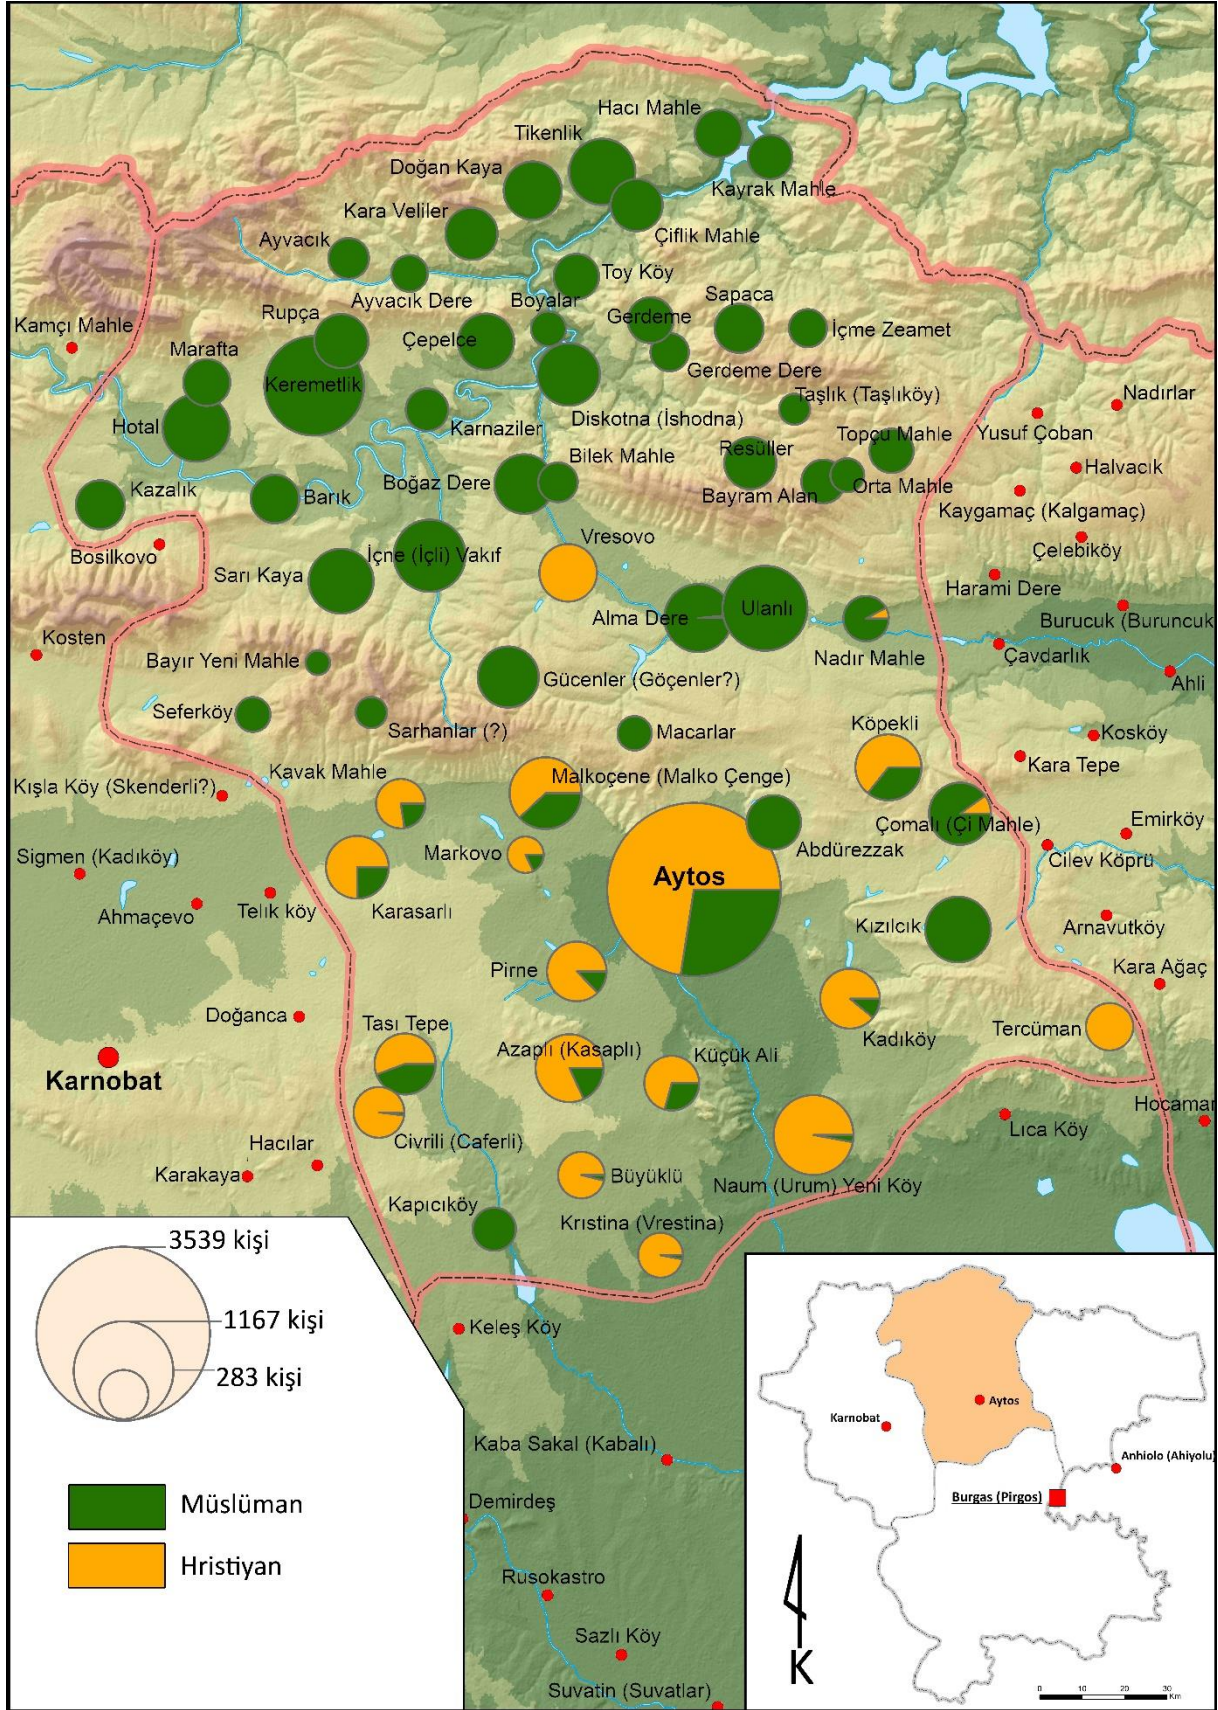 Hacı Mahle
Tikenlik
Doğan Kaya
Kayrak Mahle
Kara Veliler
Çiflik Mahle
Ayvacık
Toy Köy
Ayvacık Dere
Boyalar
Sapaca
Rupça
Gerdeme
İçme Zeamet
Kamçı Mahle
Çepelce
Marafta
Gerdeme Dere
Keremetlik
Taşlık (Taşlıköy)
Nadırlar
Diskotna (İshodna)
Hotal
Karnaziler
Yusuf Çoban
Topçu Mahle
Resüller
Bilek Mahle
Halvacık
Kazalık
Boğaz Dere
Orta Mahle
Barık
Bayram Alan
Kaygamaç (Kalgamaç)
Vresovo
Çelebiköy
Bosilkovo
İçne (İçli) Vakıf
Sarı Kaya
Harami Dere
Alma Dere
Ulanlı
Burucuk (Buruncuk
Kosten
Bayır Yeni Mahle
Nadır Mahle
Çavdarlık
Gücenler (Göçenler?)
Ahli
Seferköy
Sarhanlar (?)
Macarlar
Köpekli
Kosköy
Kara Tepe
Kavak Mahle
Malkoçene (Malko Çenge)
Kışla Köy (Skenderli?)
Çomalı (Çi Mahle)
Emirköy
Markovo
Abdürezzak
Cilev Köprü
Sigmen (Kadıköy)
Aytos
Karasarlı
Telik köy
Ahmaçevo
Kızılcık
Arnavutköy
Pirne
Kara Ağaç
Doğanca
Tası Tepe
Kadıköy
Tercüman
Azaplı (Kasaplı)
Küçük Ali
Karnobat
Hocamar
Lıca Köy
Civrili (Caferli)
Hacılar
Karakaya
Büyüklü
Naum (Urum) Yeni Köy
Kapıcıköy
Kristina (Vrestina)
3539 kişi
1167 kişi
283 kişi
Keleş Köy
Kaba Sakal (Kabalı)
Müslüman
Hristiyan
Demirdeş
Rusokastro
Sazlı Köy
Suvatin (Suvatlar)
Aytos
Karnobat
Anhiolo (Ahiyolu)
Burgas (Pirgos)
K
0 10 20 30
Km